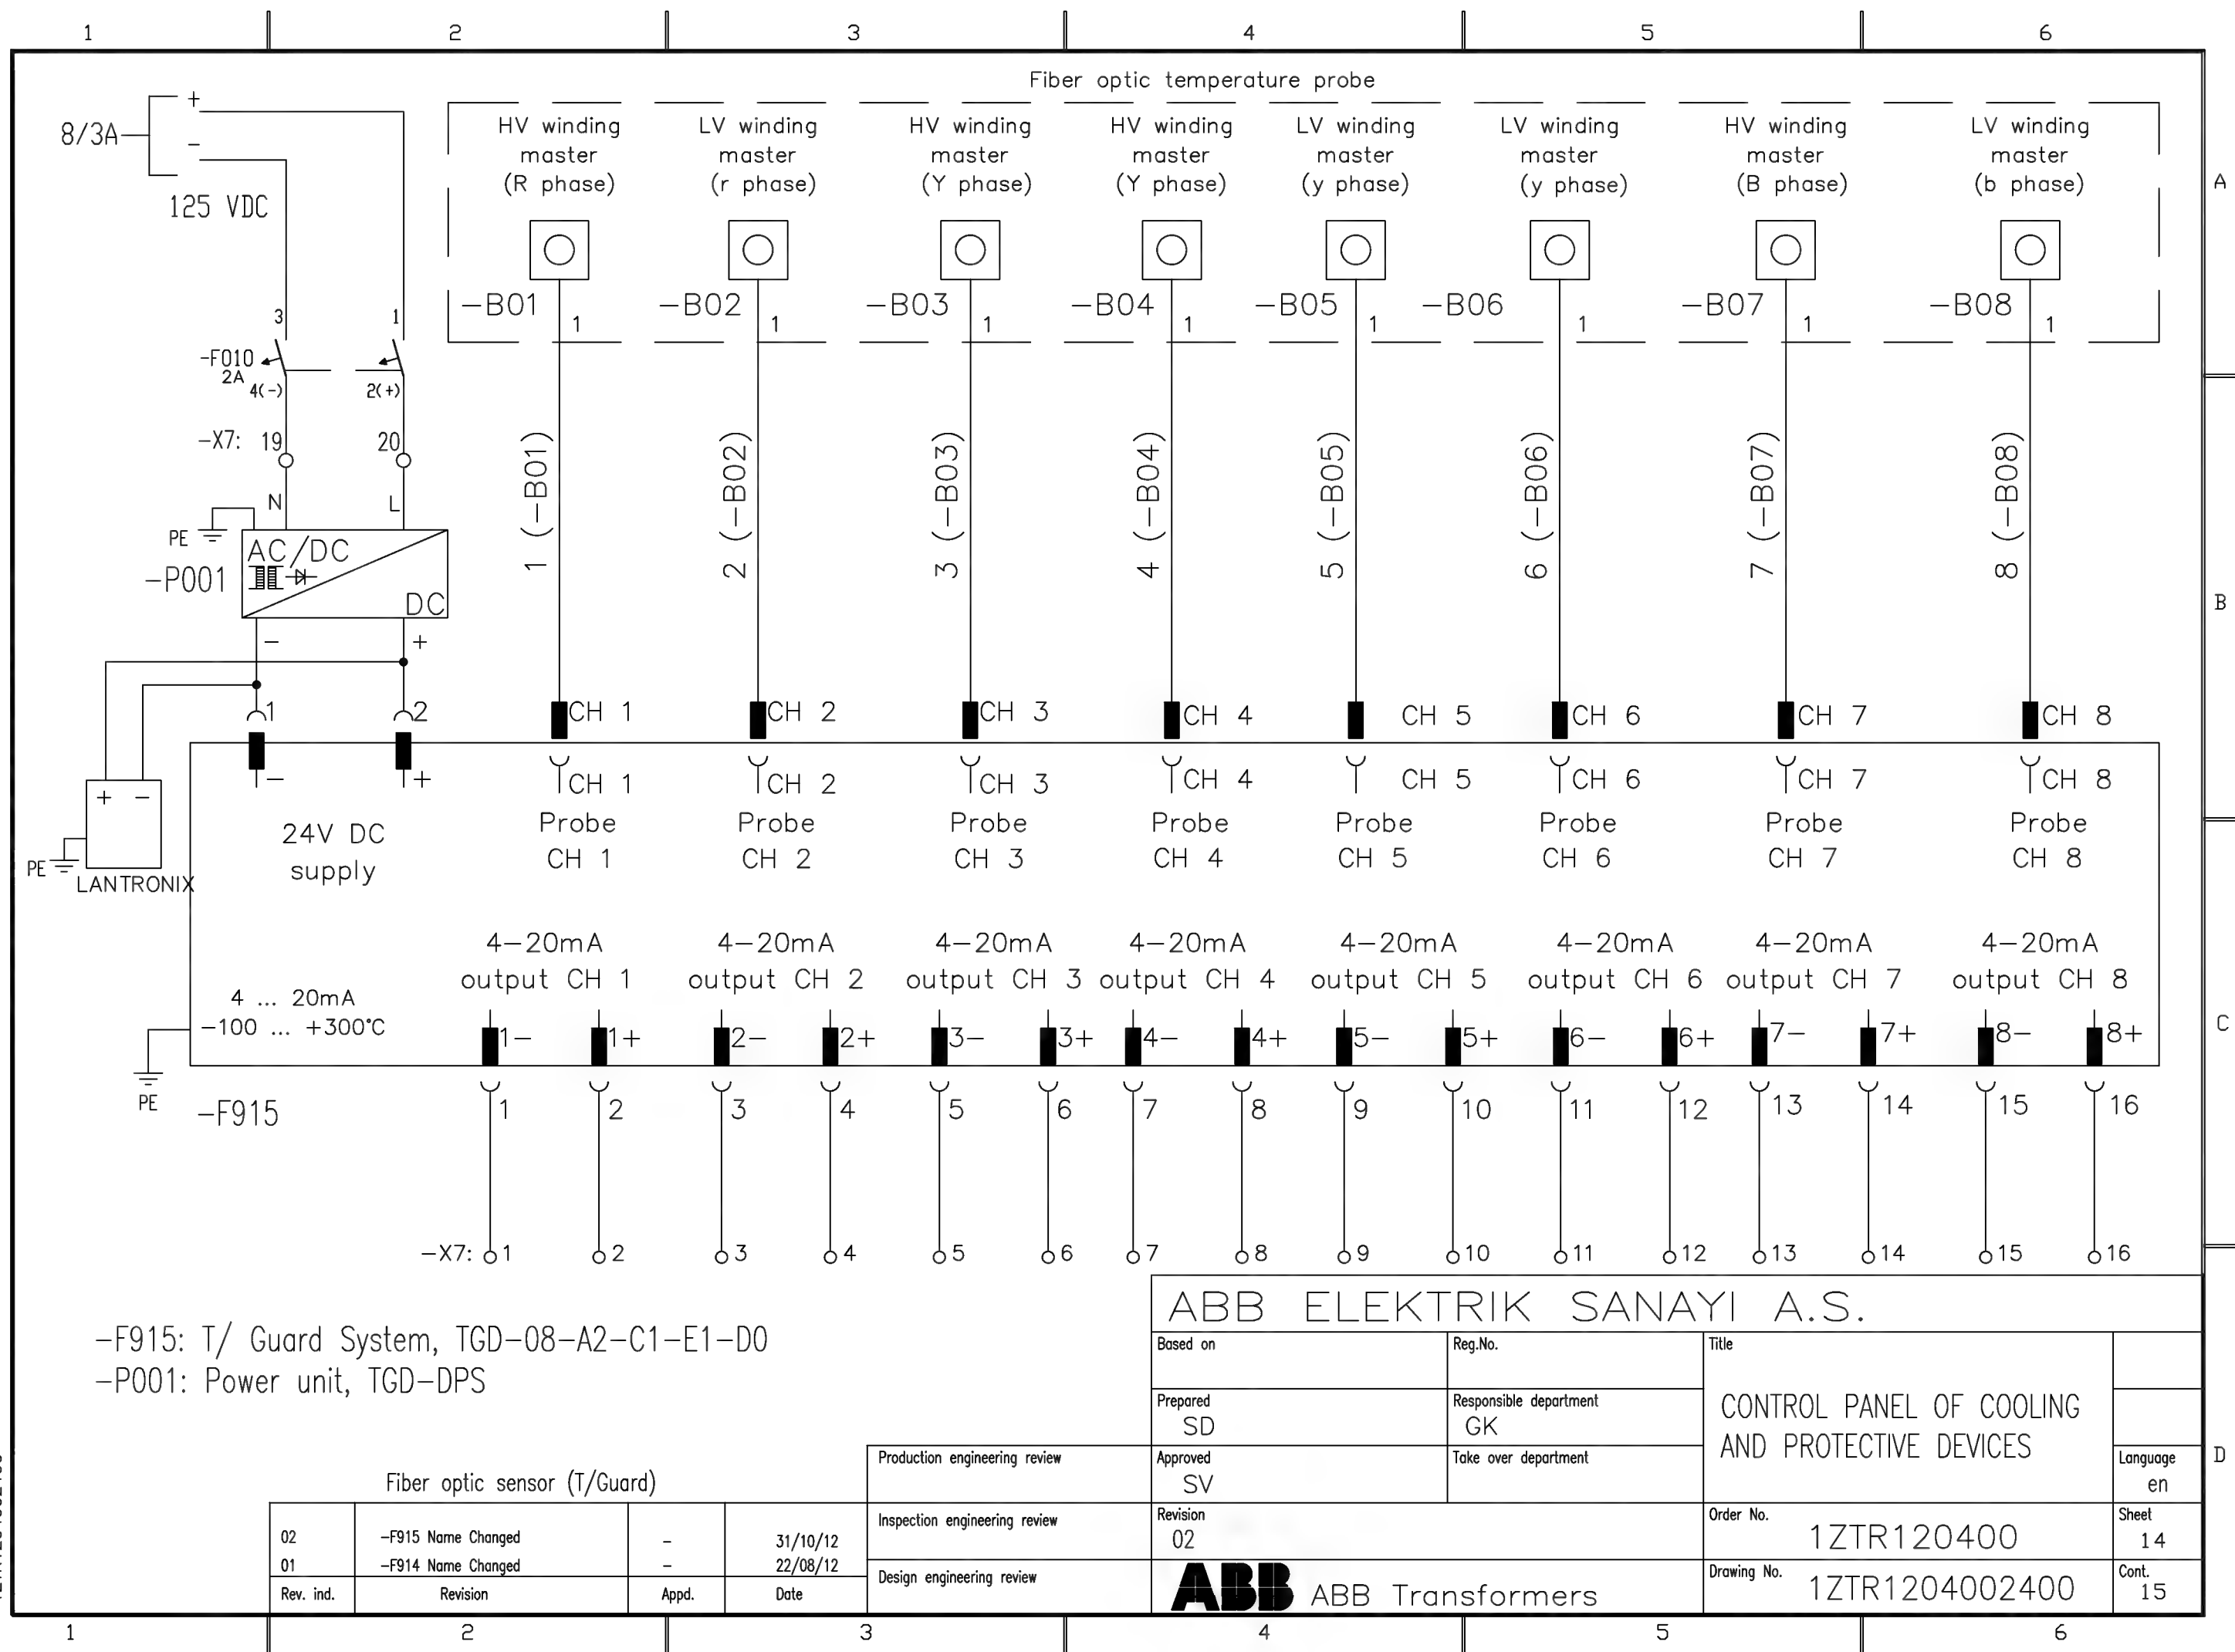 1 2 3 4 5 6
Fiber optic temperature probe
8/3A
+
−
125 VDC
HV winding master (R phase)
LV winding master (r phase)
HV winding master (Y phase)
HV winding master (Y phase)
LV winding master (y phase)
LV winding master (y phase)
HV winding master (B phase)
LV winding master (b phase)
A
−B01 1
−B02 1
−B03 1
−B04 1
−B05 1
−B06 1
−B07 1
−B08 1
3 1
−F010
2A
4(−) 2(+)
−X7: 19 20
N L
PE
AC/DC
DC
−P001
− +
1 (−B01)
2 (−B02)
3 (−B03)
4 (−B04)
5 (−B05)
6 (−B06)
7 (−B07)
8 (−B08)
B
1 2
CH 1 CH 2 CH 3 CH 4 CH 5 CH 6 CH 7 CH 8
− +
CH 1 CH 2 CH 3 CH 4 CH 5 CH 6 CH 7 CH 8
+ −
PE
LANTRONIX
24V DC
supply
Probe CH 1
Probe CH 2
Probe CH 3
Probe CH 4
Probe CH 5
Probe CH 6
Probe CH 7
Probe CH 8
4−20mA output CH 1
4−20mA output CH 2
4−20mA output CH 3
4−20mA output CH 4
4−20mA output CH 5
4−20mA output CH 6
4−20mA output CH 7
4−20mA output CH 8
4 ... 20mA
−100 ... +300°C
C
1− 1+ 2− 2+ 3− 3+ 4− 4+ 5− 5+ 6− 6+ 7− 7+ 8− 8+
PE
−F915
1 2 3 4 5 6 7 8 9 10 11 12 13 14 15 16
−X7: 1 2 3 4 5 6 7 8 9 10 11 12 13 14 15 16
−F915: T/ Guard System, TGD−08−A2−C1−E1−D0
−P001: Power unit, TGD−DPS
ABB ELEKTRIK SANAYI A.S.
Based on
Reg.No.
Title
CONTROL PANEL OF COOLING
AND PROTECTIVE DEVICES
Prepared
SD
Responsible department
GK
Production engineering review
Approved
SV
Take over department
Language
en
D
Fiber optic sensor (T/Guard)
02 −F915 Name Changed − 31/10/12
01 −F914 Name Changed − 22/08/12
Rev. ind. Revision Appd. Date
Inspection engineering review
Revision
02
Order No.
1ZTR120400
Sheet
14
Design engineering review
ABB ABB Transformers
Drawing No.
1ZTR1204002400
Cont.
15
1 2 3 4 5 6